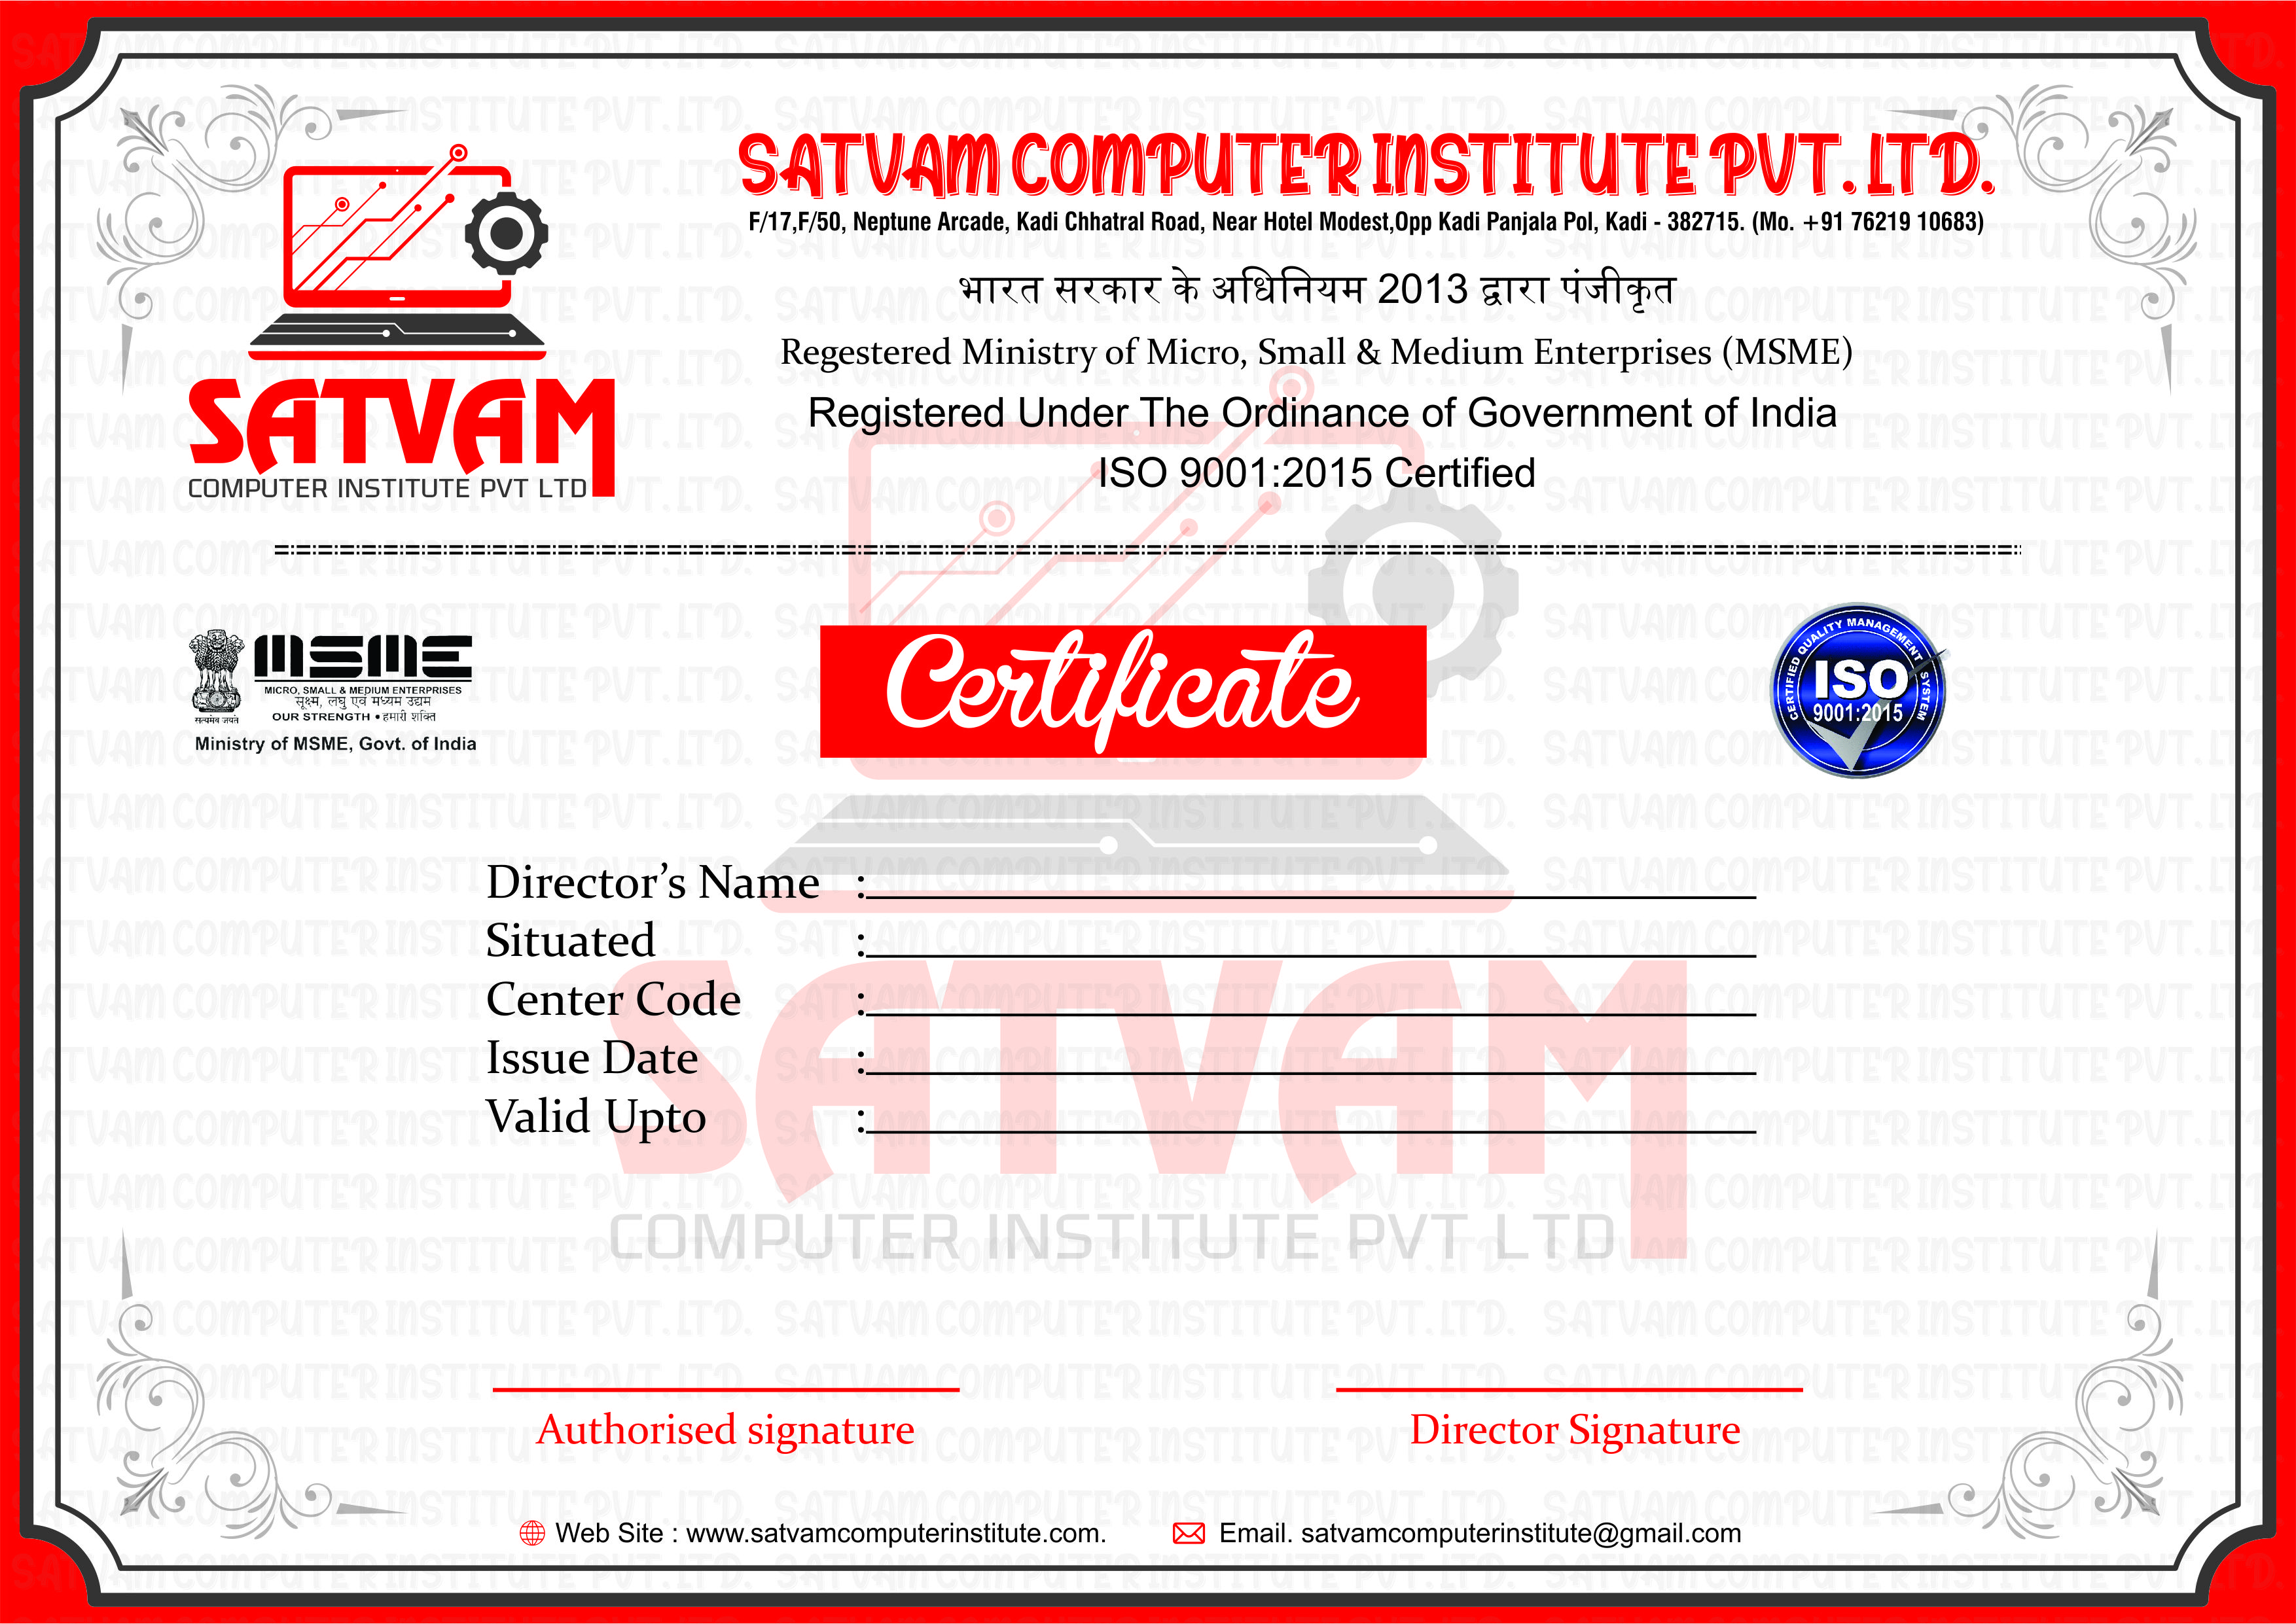 SATVAM COMPUTER INSTITUTE PVT. LTD.
F/17,F/50, Neptune Arcade, Kadi Chhatral Road, Near Hotel Modest,Opp Kadi Panjala Pol, Kadi - 382715. (Mo. +91 76219 10683)
भारत सरकार के अधिनियम 2013 द्वारा पंजीकृत
Regestered Ministry of Micro, Small & Medium Enterprises (MSME)
Registered Under The Ordinance of Government of India
ISO 9001:2015 Certified
SATVAM
COMPUTER INSTITUTE PVT LTD
MSME
MICRO, SMALL & MEDIUM ENTERPRISES
सूक्ष्म, लघु एवं मध्यम उद्यम
OUR STRENGTH • हमारी शक्ति
सत्यमेव जयते
Ministry of MSME, Govt. of India
Certificate
CERTIFIED QUALITY MANAGEMENT SYSTEM
ISO
9001:2015
Director’s Name :
Situated :
Center Code :
Issue Date :
Valid Upto :
SATVAM
COMPUTER INSTITUTE PVT LTD
Authorised signature
Director Signature
Web Site : www.satvamcomputerinstitute.com.
Email. satvamcomputerinstitute@gmail.com